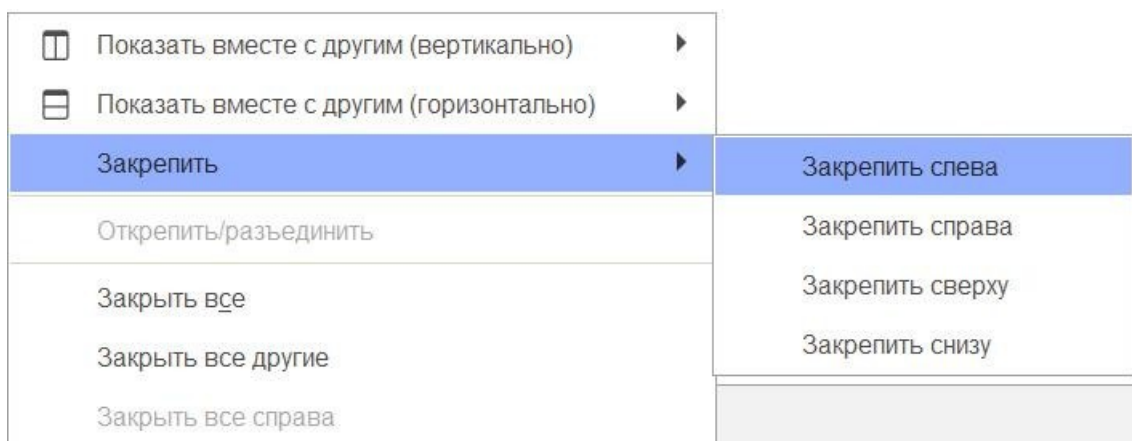 Показать вместе с другим (вертикально)
Показать вместе с другим (горизонтально)
Закрепить
Открепить/разъединить
Закрыть все
Закрыть все другие
Закрыть все справа
Закрепить слева
Закрепить справа
Закрепить сверху
Закрепить снизу